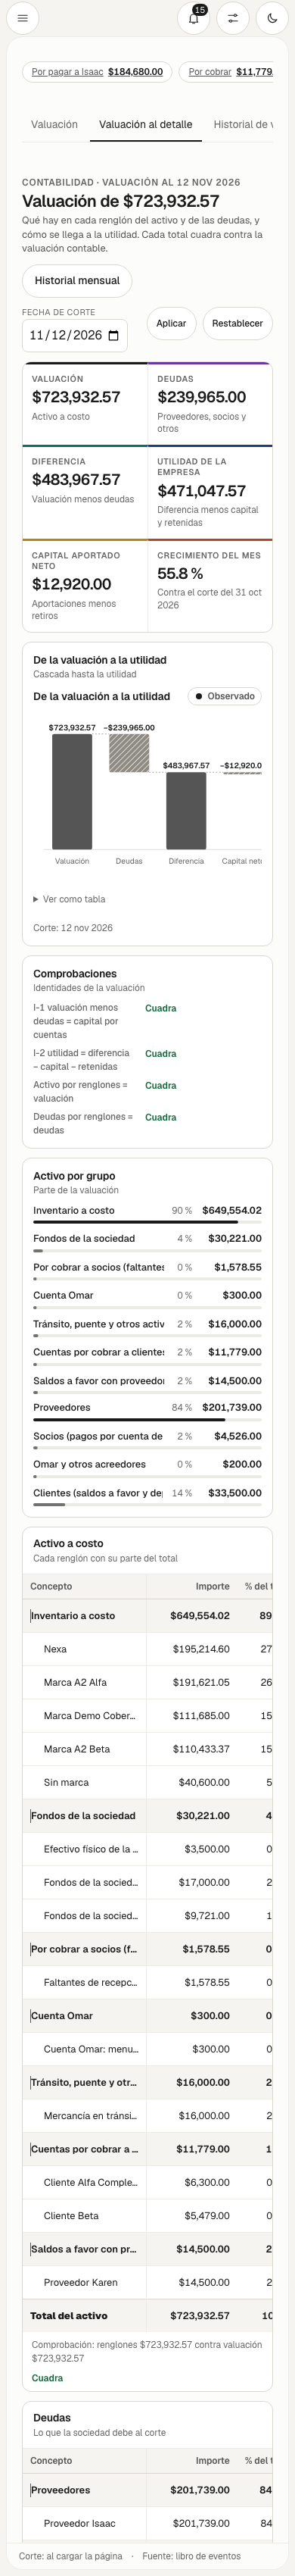 15
Por pagar a Isaac $184,680.00 Por cobrar $11,779.
Valuación Valuación al detalle Historial de v
CONTABILIDAD · VALUACIÓN AL 12 NOV 2026
Valuación de $723,932.57
Qué hay en cada renglón del activo y de las deudas, y
cómo se llega a la utilidad. Cada total cuadra contra la
valuación contable.
Historial mensual
FECHA DE CORTE
11/12/2026
Aplicar
Restablecer
VALUACIÓN
$723,932.57
Activo a costo
DEUDAS
$239,965.00
Proveedores, socios y
otros
DIFERENCIA
$483,967.57
Valuación menos deudas
UTILIDAD DE LA
EMPRESA
$471,047.57
Diferencia menos capital
y retenidas
CAPITAL APORTADO
NETO
$12,920.00
Aportaciones menos
retiros
CRECIMIENTO DEL MES
55.8 %
Contra el corte del 31 oct
2026
De la valuación a la utilidad
Cascada hasta la utilidad
De la valuación a la utilidad
Observado
$723,932.57 −$239,965.00
$483,967.57 −$12,920.0
Valuación Deudas Diferencia Capital neto
▶ Ver como tabla
Corte: 12 nov 2026
Comprobaciones
Identidades de la valuación
I-1 valuación menos
deudas = capital por
cuentas
Cuadra
I-2 utilidad = diferencia
− capital − retenidas
Cuadra
Activo por renglones =
valuación
Cuadra
Deudas por renglones =
deudas
Cuadra
Activo por grupo
Parte de la valuación
Inventario a costo 90 % $649,554.02
Fondos de la sociedad 4 % $30,221.00
Por cobrar a socios (faltantes 0 % $1,578.55
Cuenta Omar 0 % $300.00
Tránsito, puente y otros activ 2 % $16,000.00
Cuentas por cobrar a clientes 2 % $11,779.00
Saldos a favor con proveedor 2 % $14,500.00
Proveedores 84 % $201,739.00
Socios (pagos por cuenta de 2 % $4,526.00
Omar y otros acreedores 0 % $200.00
Clientes (saldos a favor y dep 14 % $33,500.00
Activo a costo
Cada renglón con su parte del total
Concepto Importe % del t
Inventario a costo $649,554.02 89
Nexa $195,214.60 27
Marca A2 Alfa $191,621.05 26
Marca Demo Cober... $111,685.00 15
Marca A2 Beta $110,433.37 15
Sin marca $40,600.00 5
Fondos de la sociedad $30,221.00 4
Efectivo físico de la ... $3,500.00 0
Fondos de la socied... $17,000.00 2
Fondos de la socied... $9,721.00 1
Por cobrar a socios (f... $1,578.55 0
Faltantes de recepc... $1,578.55 0
Cuenta Omar $300.00 0
Cuenta Omar: menu... $300.00 0
Tránsito, puente y otr... $16,000.00 2
Mercancía en tránsi... $16,000.00 2
Cuentas por cobrar a ... $11,779.00 1
Cliente Alfa Comple... $6,300.00 0
Cliente Beta $5,479.00 0
Saldos a favor con pr... $14,500.00 2
Proveedor Karen $14,500.00 2
Total del activo $723,932.57 10
Comprobación: renglones $723,932.57 contra valuación
$723,932.57
Cuadra
Deudas
Lo que la sociedad debe al corte
Concepto Importe % del t
Proveedores $201,739.00 84
Proveedor Isaac $201,739.00 84
Corte: al cargar la página · Fuente: libro de eventos